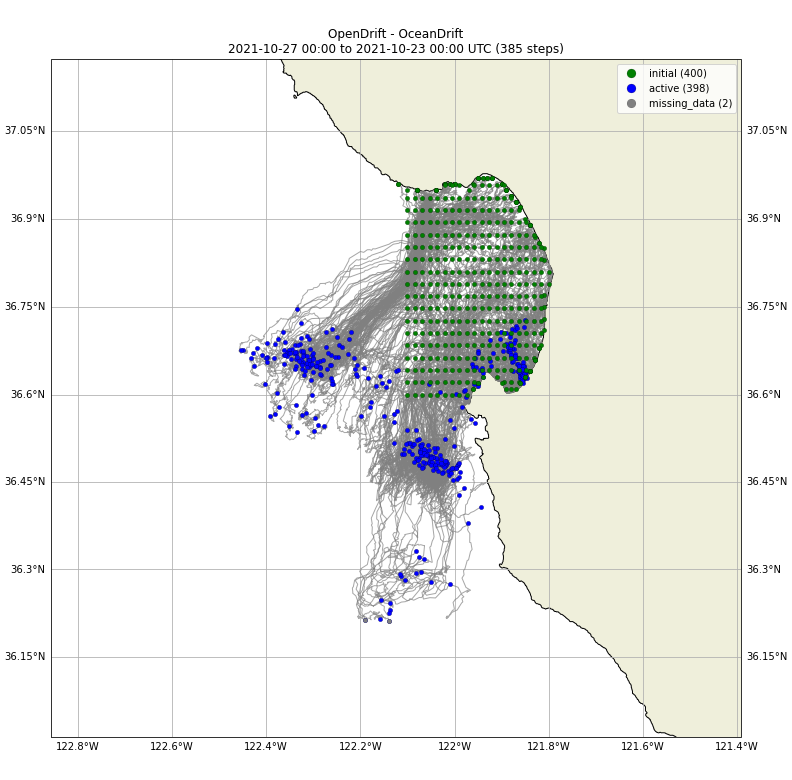 OpenDrift - OceanDrift
2021-10-27 00:00 to 2021-10-23 00:00 UTC (385 steps)
initial (400)
active (398)
missing_data (2)
37.05°N 37.05°N
36.9°N 36.9°N
36.75°N 36.75°N
36.6°N 36.6°N
36.45°N 36.45°N
36.3°N 36.3°N
36.15°N 36.15°N
122.8°W 122.6°W 122.4°W 122.2°W 122°W 121.8°W 121.6°W 121.4°W